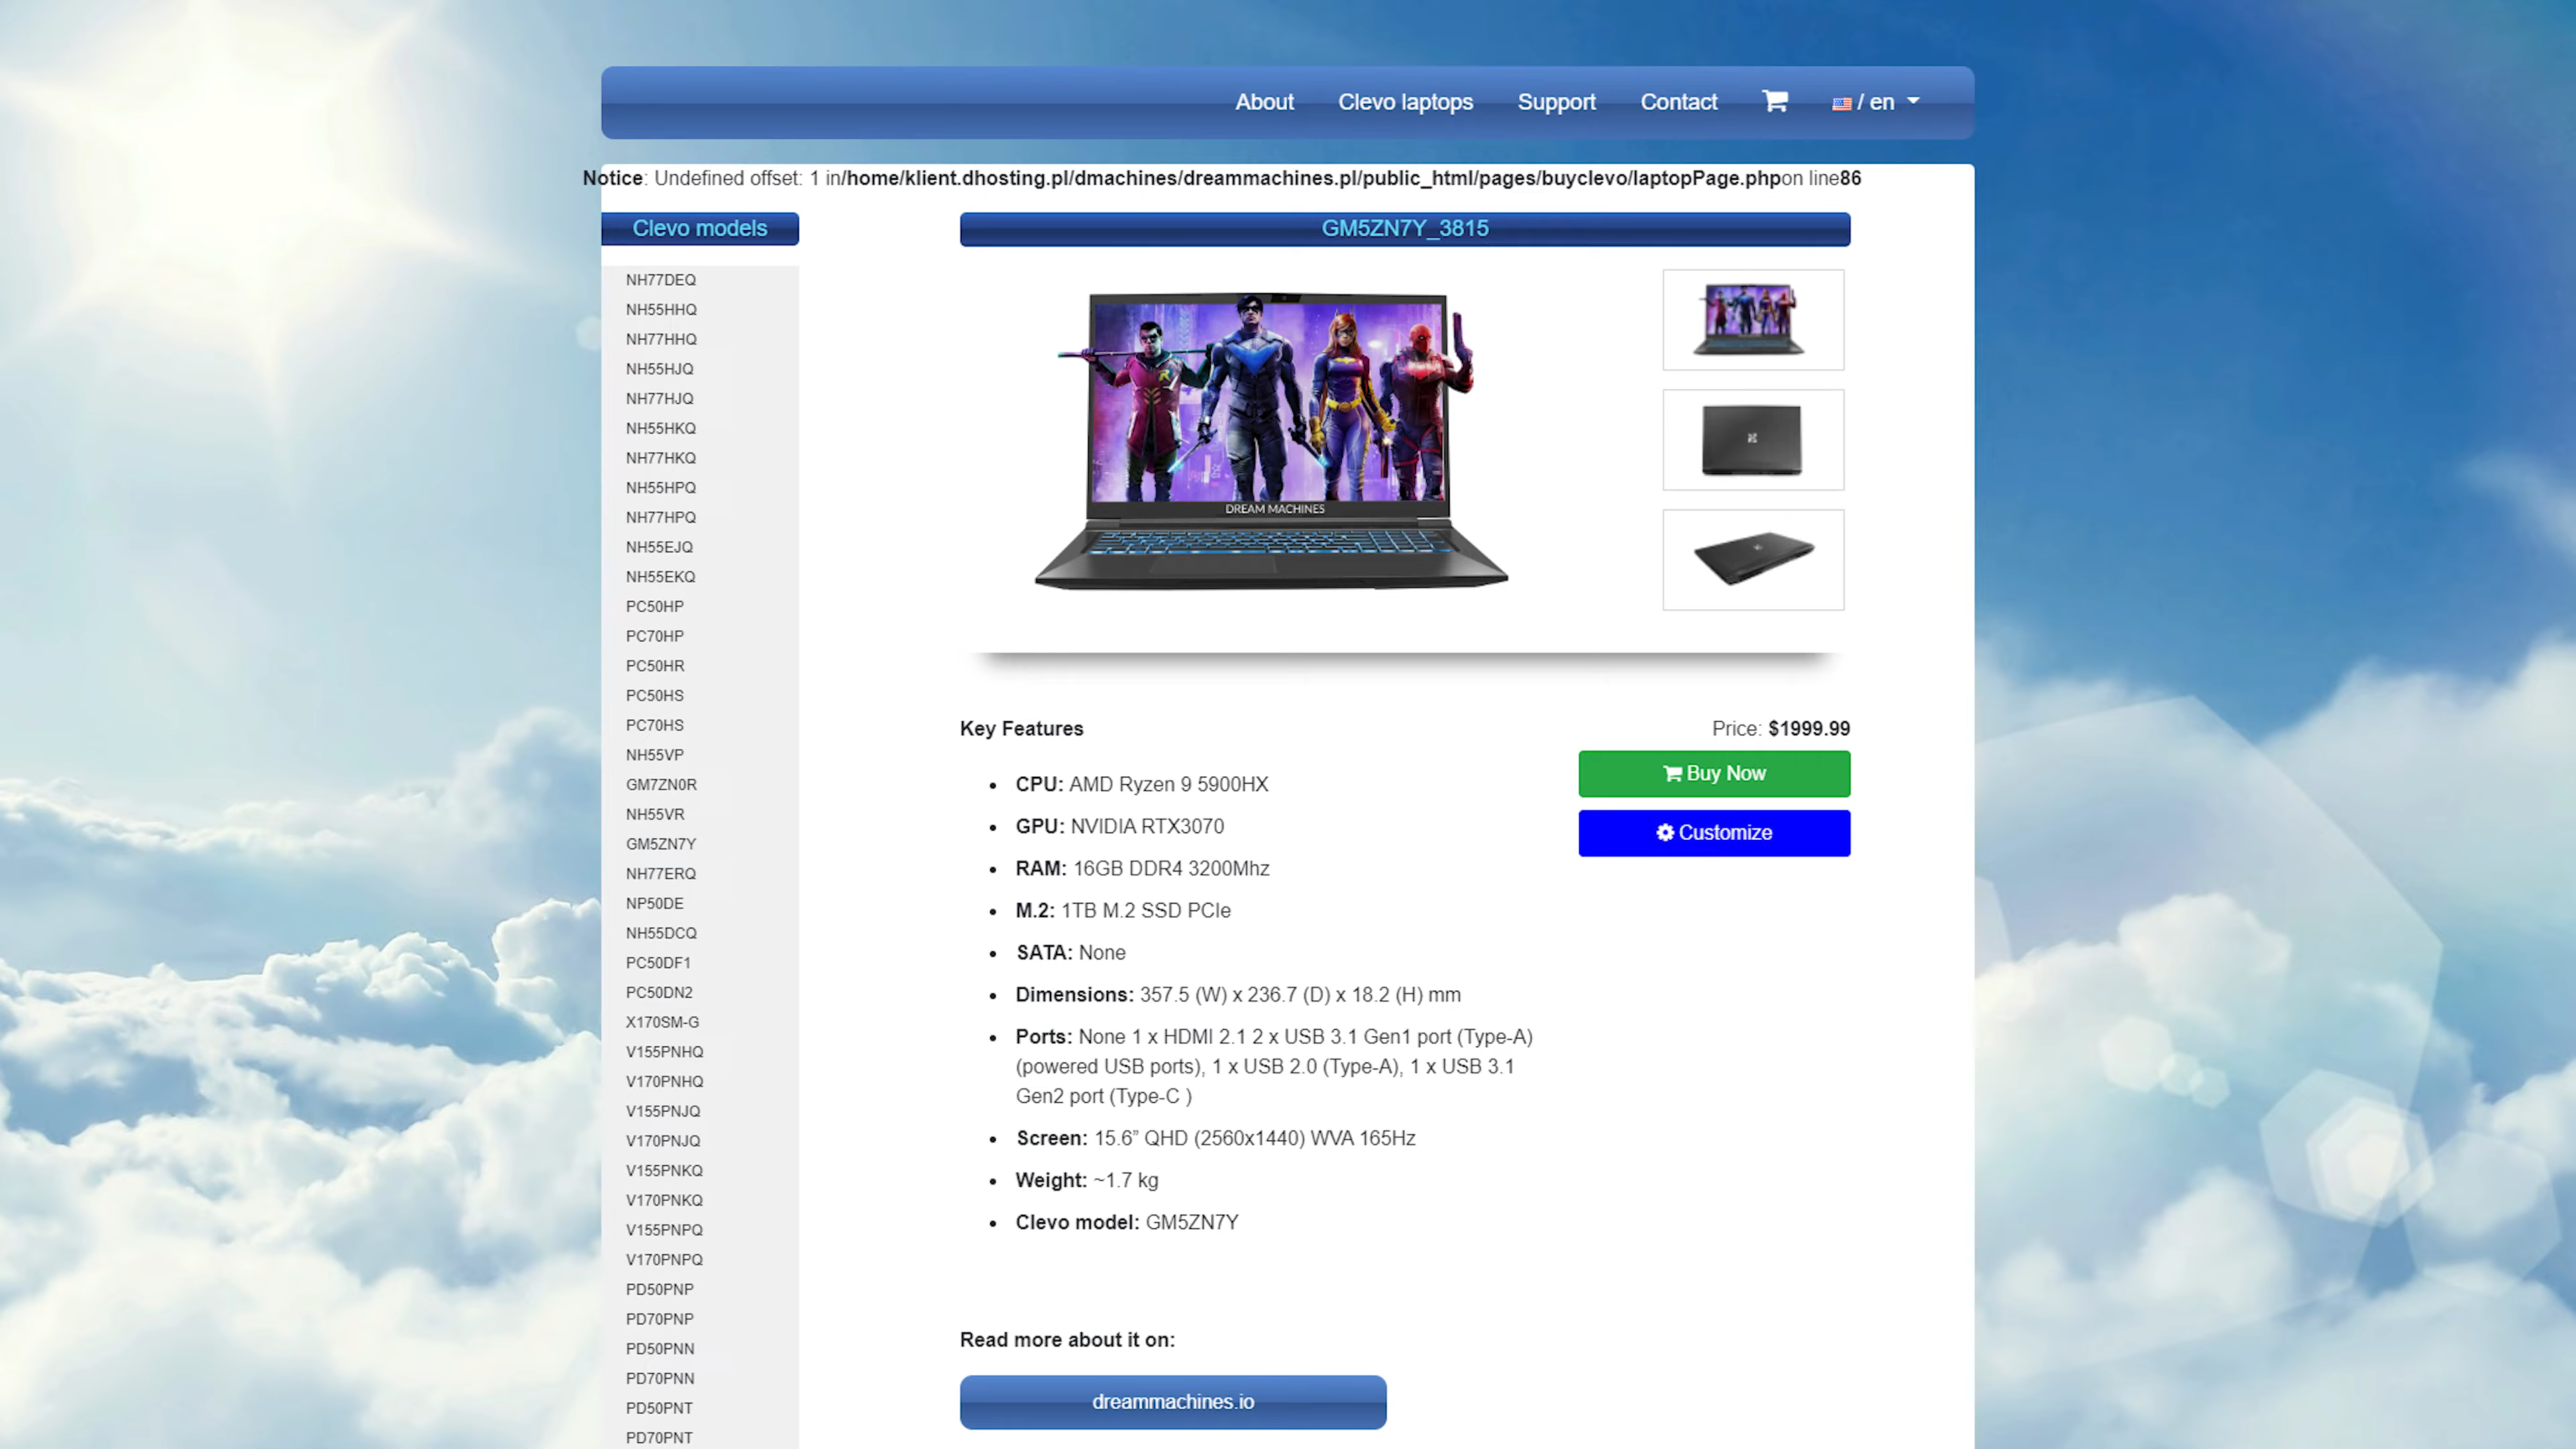 About Clevo laptops Support Contact / en
Notice: Undefined offset: 1 in/home/klient.dhosting.pl/dmachines/dreammachines.pl/public_html/pages/buyclevo/laptopPage.phpon line86
Clevo models
NH77DEQ
NH55HHQ
NH77HHQ
NH55HJQ
NH77HJQ
NH55HKQ
NH77HKQ
NH55HPQ
NH77HPQ
NH55EJQ
NH55EKQ
PC50HP
PC70HP
PC50HR
PC50HS
PC70HS
NH55VP
GM7ZN0R
NH55VR
GM5ZN7Y
NH77ERQ
NP50DE
NH55DCQ
PC50DF1
PC50DN2
X170SM-G
V155PNHQ
V170PNHQ
V155PNJQ
V170PNJQ
V155PNKQ
V170PNKQ
V155PNPQ
V170PNPQ
PD50PNP
PD70PNP
PD50PNN
PD70PNN
PD50PNT
PD70PNT
GM5ZN7Y_3815
R
DREAM MACHINES
Key Features
CPU: AMD Ryzen 9 5900HX
GPU: NVIDIA RTX3070
RAM: 16GB DDR4 3200Mhz
M.2: 1TB M.2 SSD PCIe
SATA: None
Dimensions: 357.5 (W) x 236.7 (D) x 18.2 (H) mm
Ports: None 1 x HDMI 2.1 2 x USB 3.1 Gen1 port (Type-A)
(powered USB ports), 1 x USB 2.0 (Type-A), 1 x USB 3.1
Gen2 port (Type-C )
Screen: 15.6” QHD (2560x1440) WVA 165Hz
Weight: ~1.7 kg
Clevo model: GM5ZN7Y
Price: $1999.99
Buy Now
Customize
Read more about it on:
dreammachines.io